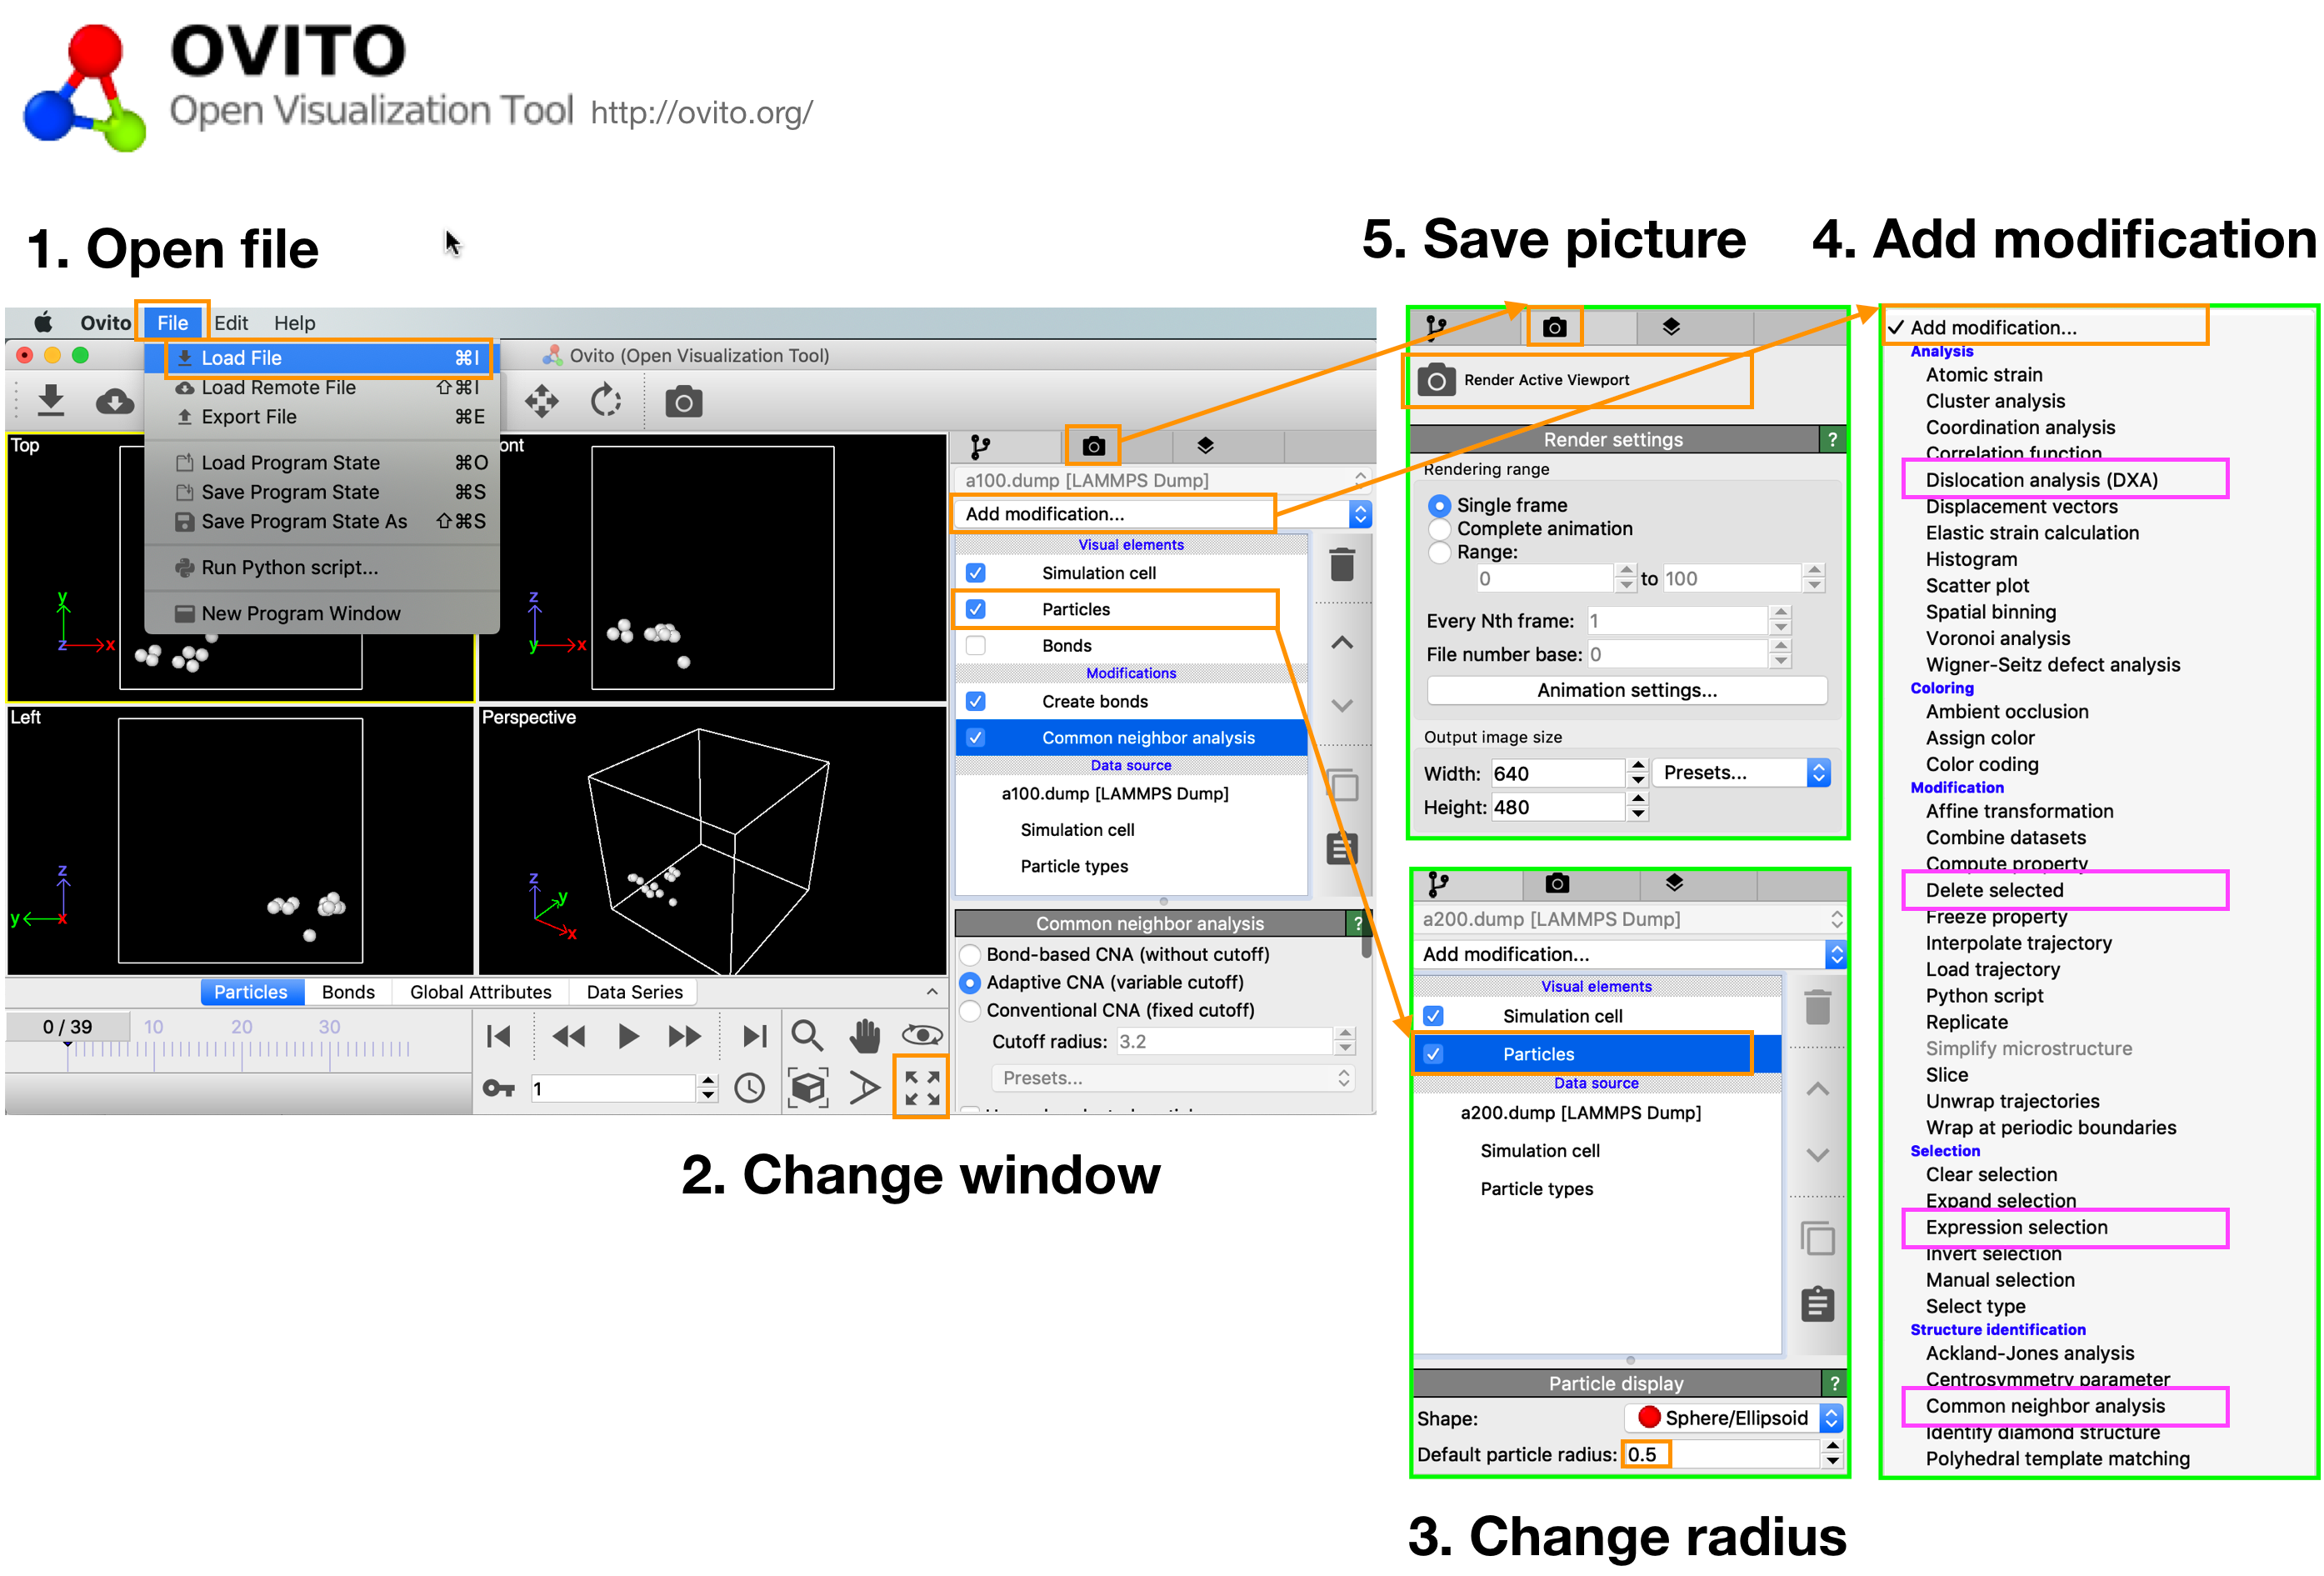 OVITO
Open Visualization Tool http://ovito.org/
1. Open file
5. Save picture
4. Add modification
Ovito File Edit Help
Load File ⌘I
Load Remote File ⇧⌘I
Export File ⌘E
Load Program State ⌘O
Save Program State ⌘S
Save Program State As ⇧⌘S
Run Python script...
New Program Window
Ovito (Open Visualization Tool)
Top
ont
y
z
x
z
y
x
Left
Perspective
z
y
x
z
y
x
Particles Bonds Global Attributes Data Series
0 / 39 10 20 30
1
a100.dump [LAMMPS Dump]
Add modification...
Visual elements
Simulation cell
Particles
Bonds
Modifications
Create bonds
Common neighbor analysis
Data source
a100.dump [LAMMPS Dump]
Simulation cell
Particle types
Common neighbor analysis ?
Bond-based CNA (without cutoff)
Adaptive CNA (variable cutoff)
Conventional CNA (fixed cutoff)
Cutoff radius: 3.2
Presets...
2. Change window
Render Active Viewport
Render settings ?
Rendering range
Single frame
Complete animation
Range:
0 to 100
Every Nth frame: 1
File number base: 0
Animation settings...
Output image size
Width: 640 Presets...
Height: 480
a200.dump [LAMMPS Dump]
Add modification...
Visual elements
Simulation cell
Particles
Data source
a200.dump [LAMMPS Dump]
Simulation cell
Particle types
Particle display ?
Shape: Sphere/Ellipsoid
Default particle radius: 0.5
3. Change radius
✓ Add modification...
Analysis
Atomic strain
Cluster analysis
Coordination analysis
Correlation function
Dislocation analysis (DXA)
Displacement vectors
Elastic strain calculation
Histogram
Scatter plot
Spatial binning
Voronoi analysis
Wigner-Seitz defect analysis
Coloring
Ambient occlusion
Assign color
Color coding
Modification
Affine transformation
Combine datasets
Compute property
Delete selected
Freeze property
Interpolate trajectory
Load trajectory
Python script
Replicate
Simplify microstructure
Slice
Unwrap trajectories
Wrap at periodic boundaries
Selection
Clear selection
Expand selection
Expression selection
Invert selection
Manual selection
Select type
Structure identification
Ackland-Jones analysis
Centrosymmetry parameter
Common neighbor analysis
Identify diamond structure
Polyhedral template matching